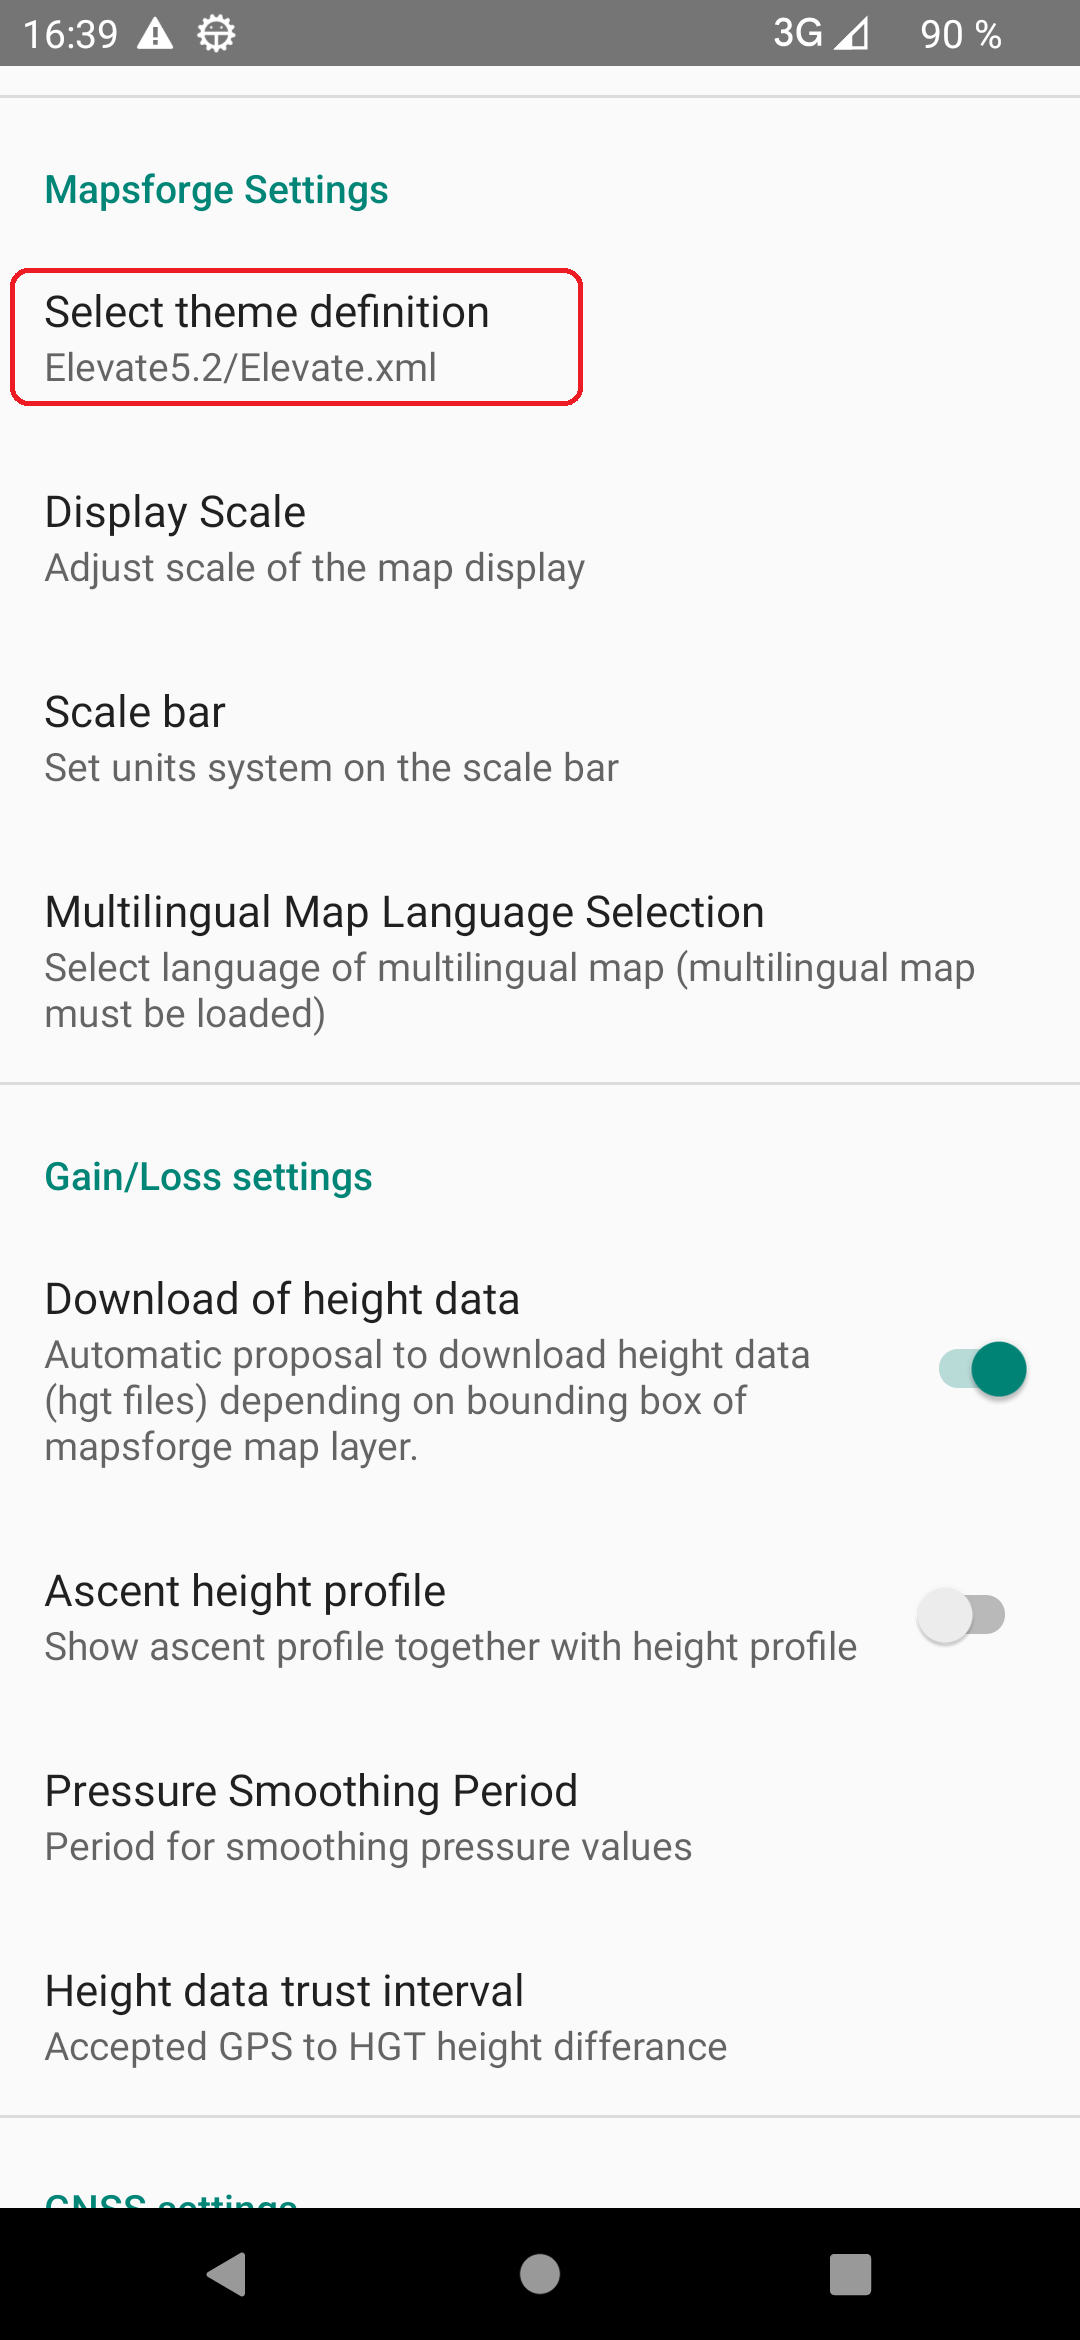 16:39 3G 90 %
Mapsforge Settings
Select theme definition
Elevate5.2/Elevate.xml
Display Scale
Adjust scale of the map display
Scale bar
Set units system on the scale bar
Multilingual Map Language Selection
Select language of multilingual map (multilingual map
must be loaded)
Gain/Loss settings
Download of height data
Automatic proposal to download height data
(hgt files) depending on bounding box of
mapsforge map layer.
Ascent height profile
Show ascent profile together with height profile
Pressure Smoothing Period
Period for smoothing pressure values
Height data trust interval
Accepted GPS to HGT height differance
GNSS settings